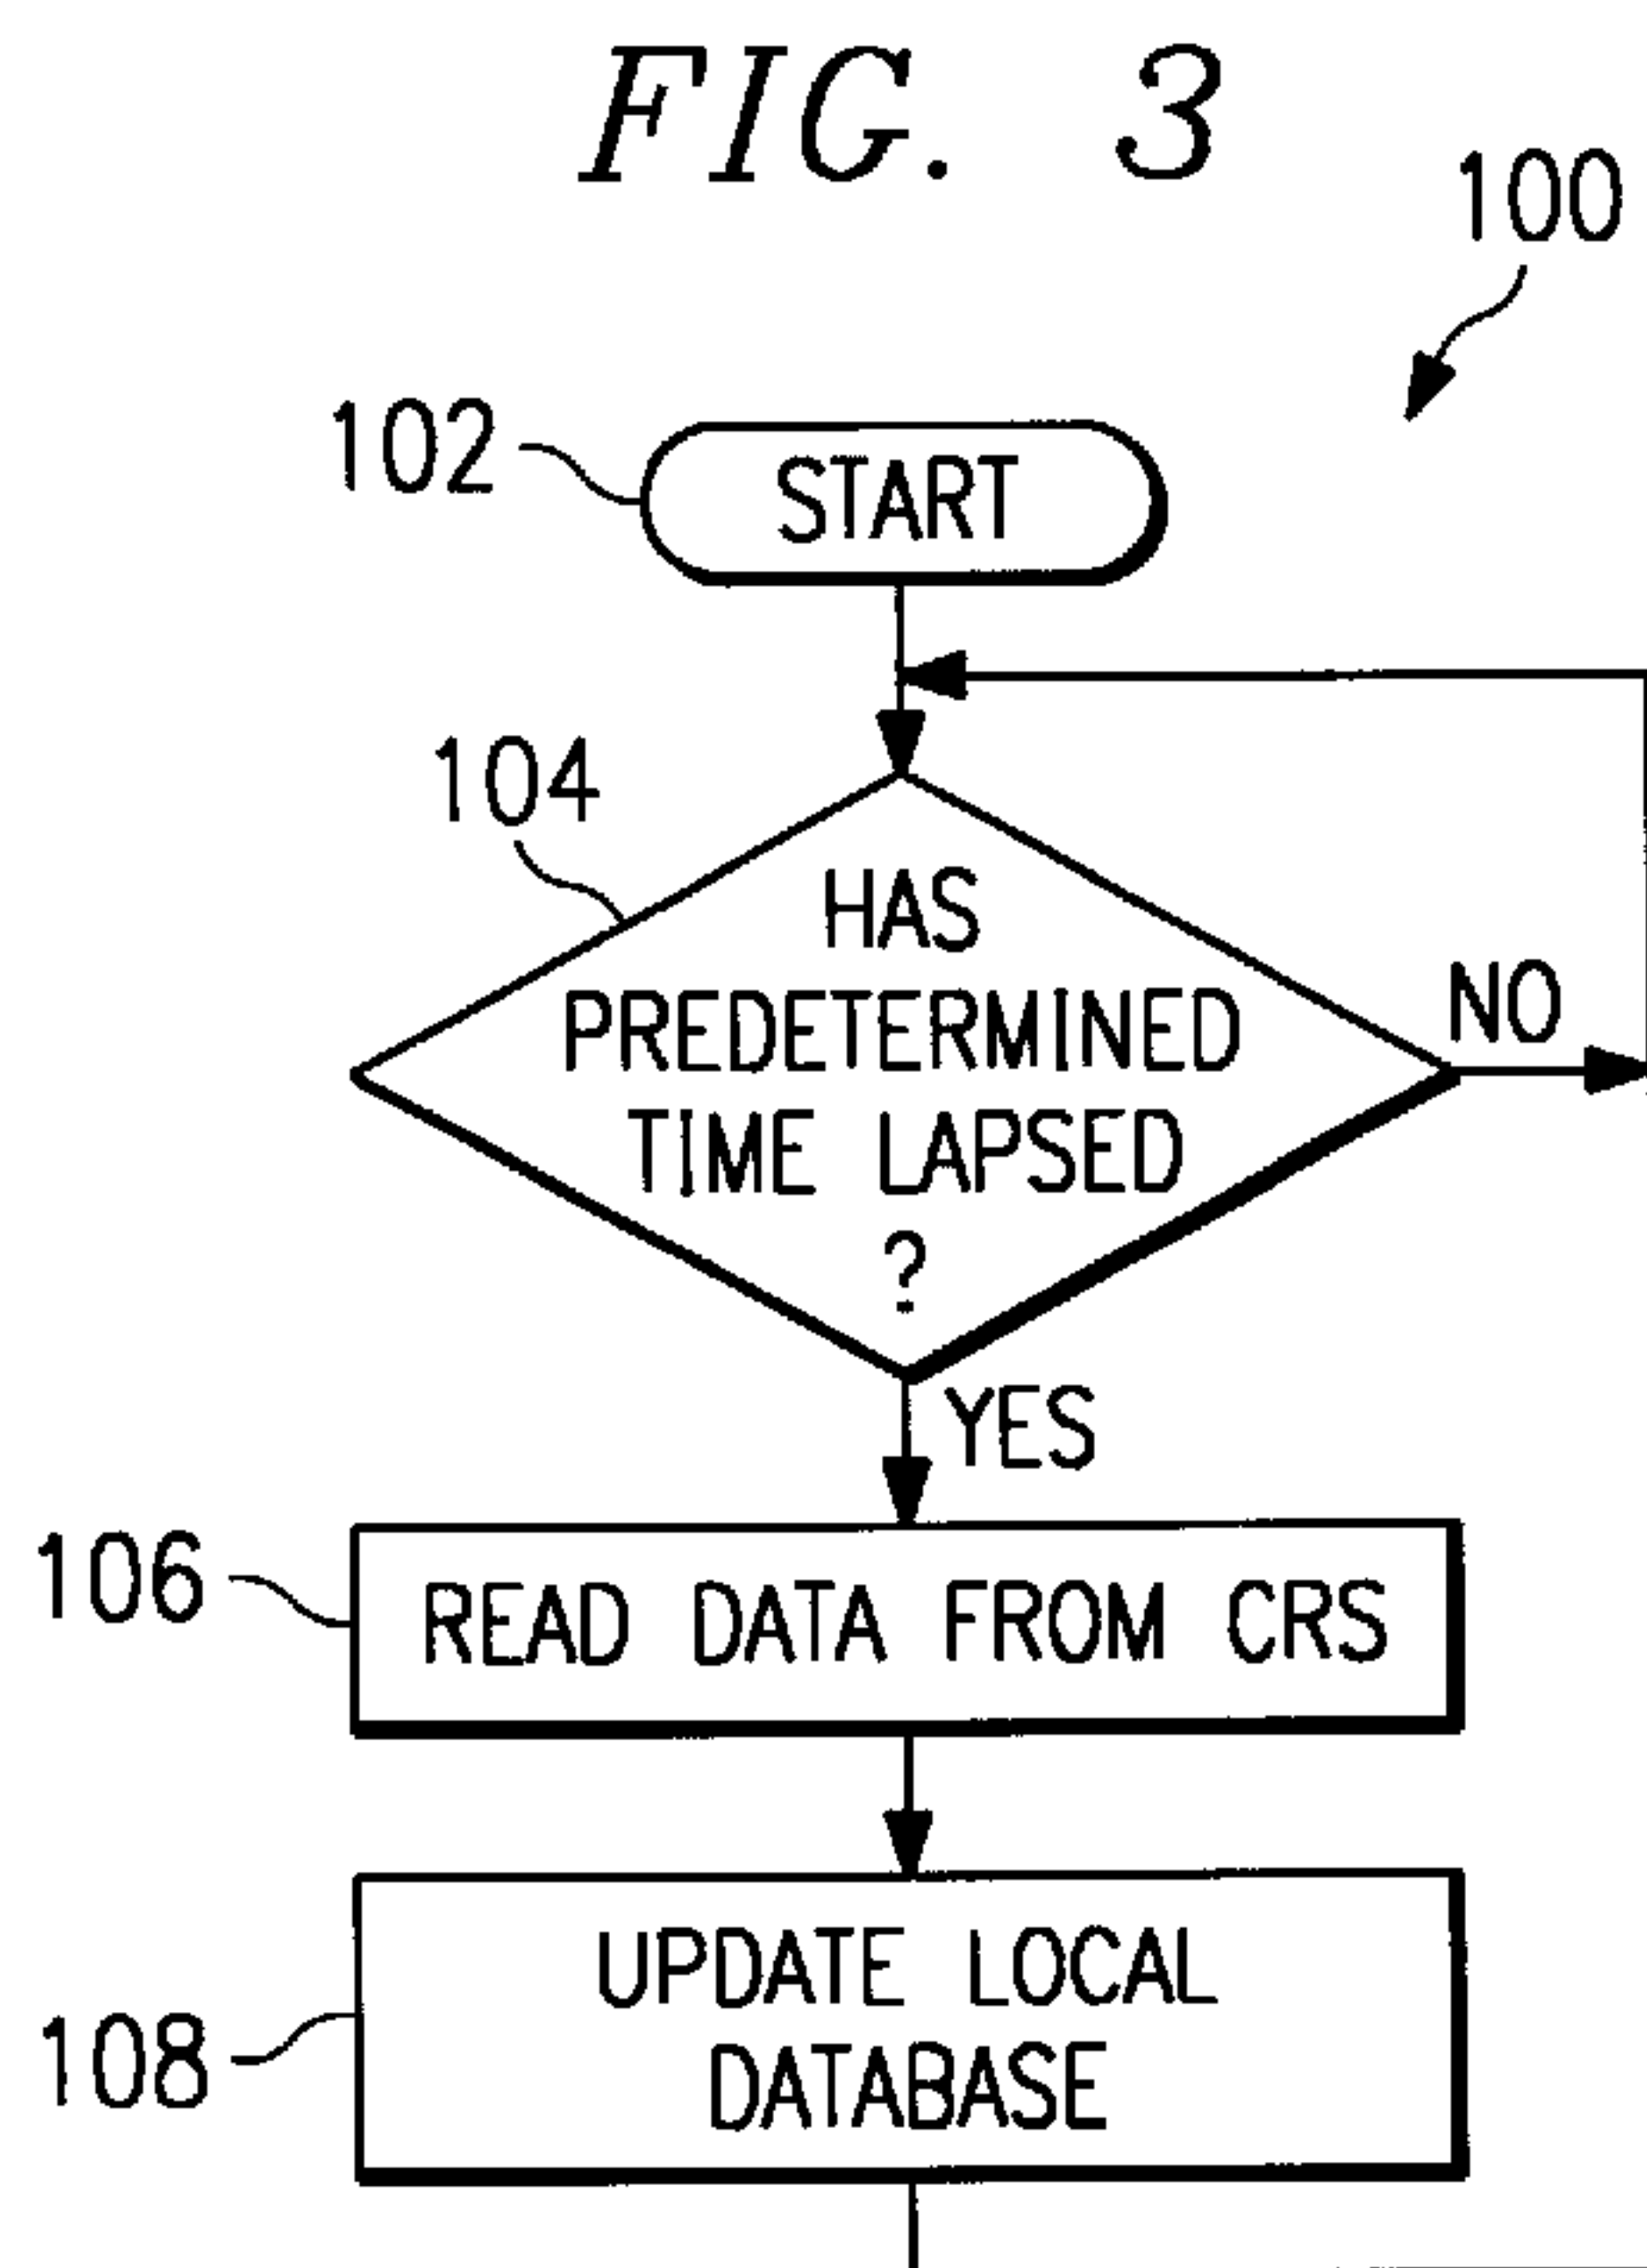 FIG. 3
100
102
START
104
HAS
PREDETERMINED
TIME LAPSED
?
NO
YES
106
READ DATA FROM CRS
108
UPDATE LOCAL
DATABASE